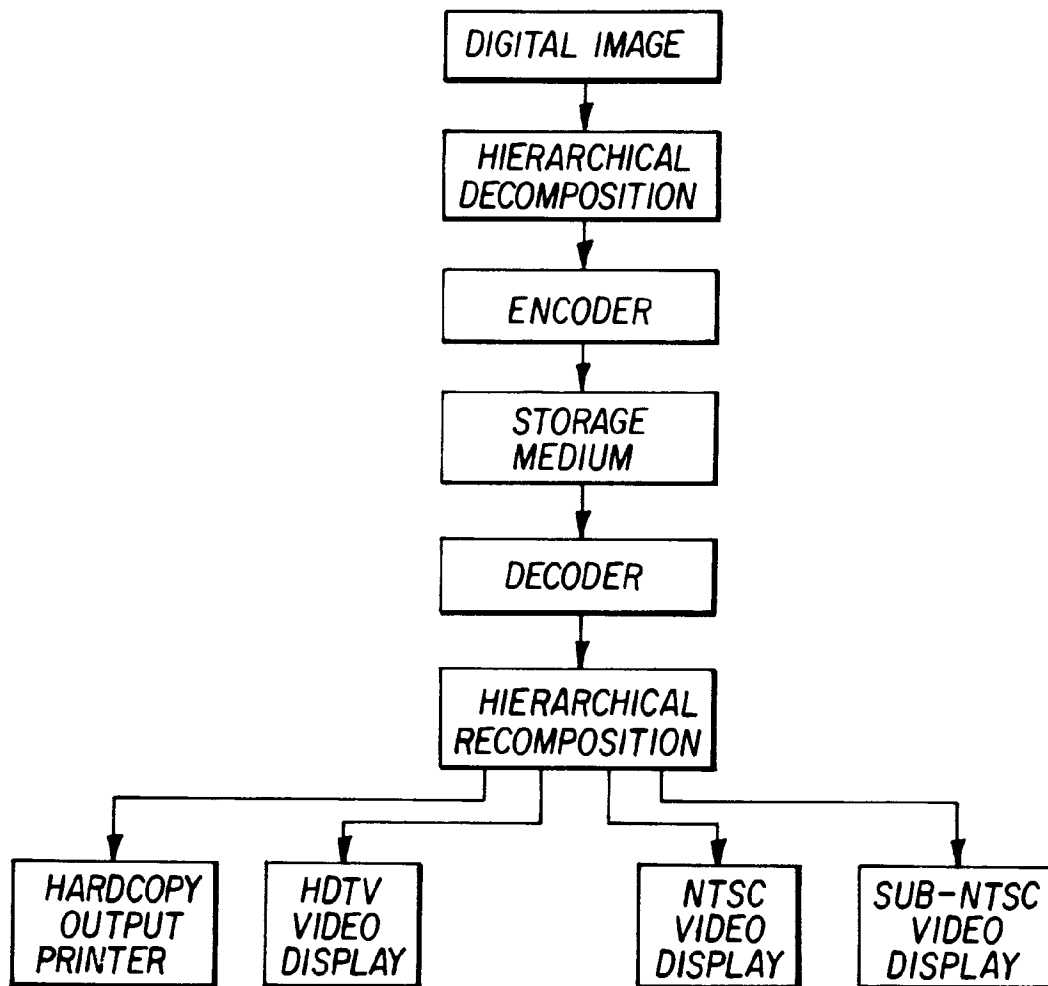 DIGITAL IMAGE
HIERARCHICAL
DECOMPOSITION
ENCODER
STORAGE
MEDIUM
DECODER
HIERARCHICAL
RECOMPOSITION
HARDCOPY
OUTPUT
PRINTER
HDTV
VIDEO
DISPLAY
NTSC
VIDEO
DISPLAY
SUB-NTSC
VIDEO
DISPLAY